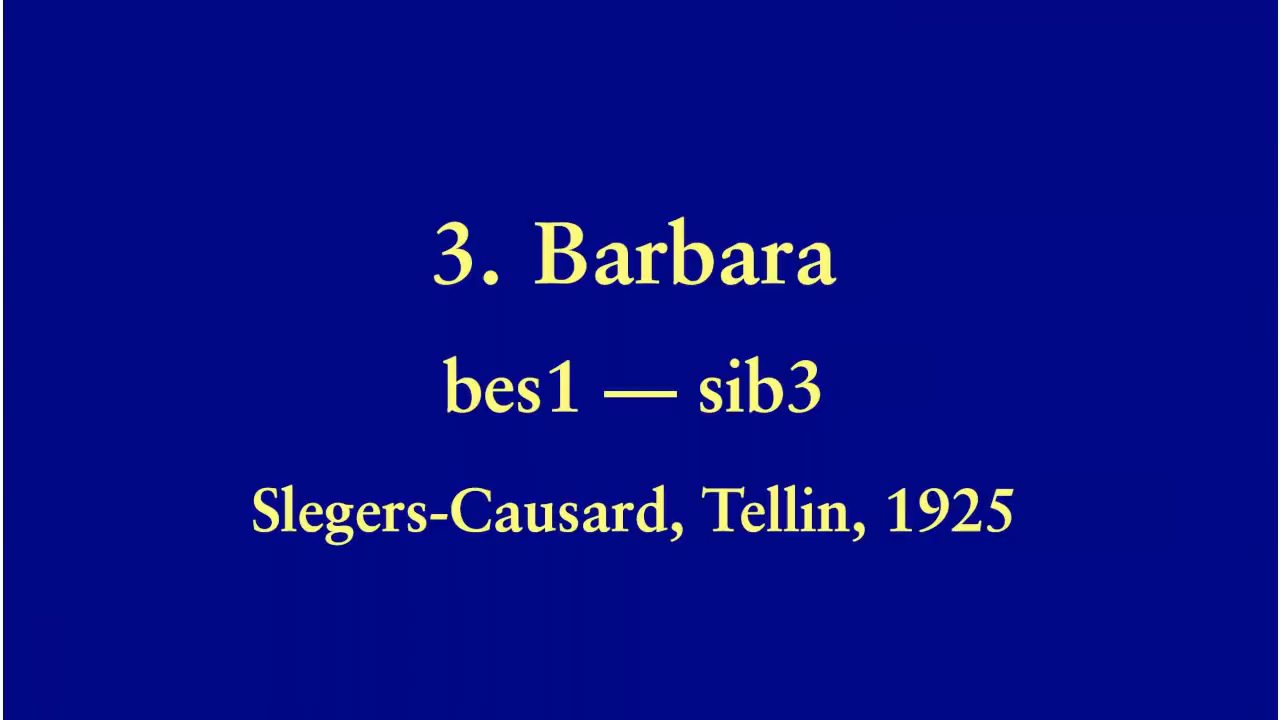 3. Barbara
bes1 — sib3
Slegers-Causard, Tellin, 1925